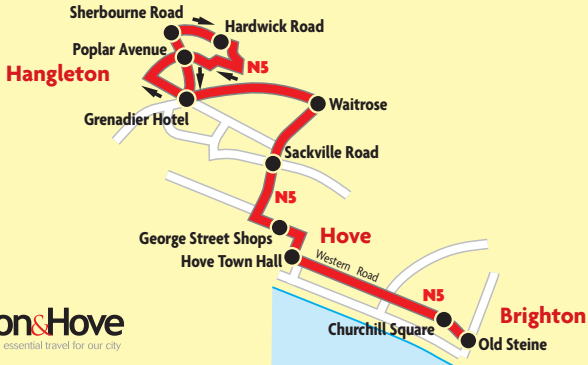 Sherbourne Road
Hardwick Road
Poplar Avenue
N5
Hangleton
Waitrose
Grenadier Hotel
Sackville Road
N5
George Street Shops
Hove
Hove Town Hall
Western Road
N5
Brighton
Churchill Square
Old Steine
on&Hove
essential travel for our city